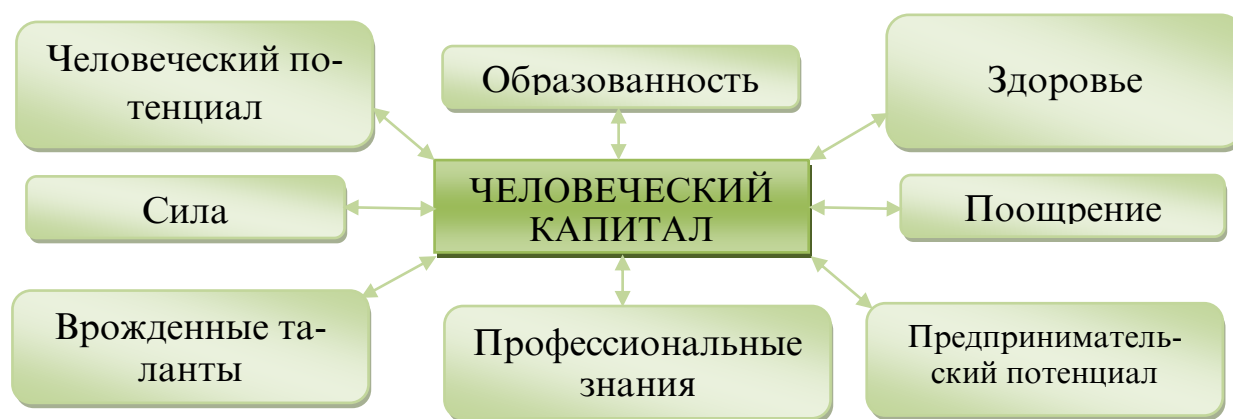 Человеческий по-
тенциал
Образованность
Здоровье
Сила
ЧЕЛОВЕЧЕСКИЙ
КАПИТАЛ
Поощрение
Врожденные та-
ланты
Профессиональные
знания
Предприниматель-
ский потенциал